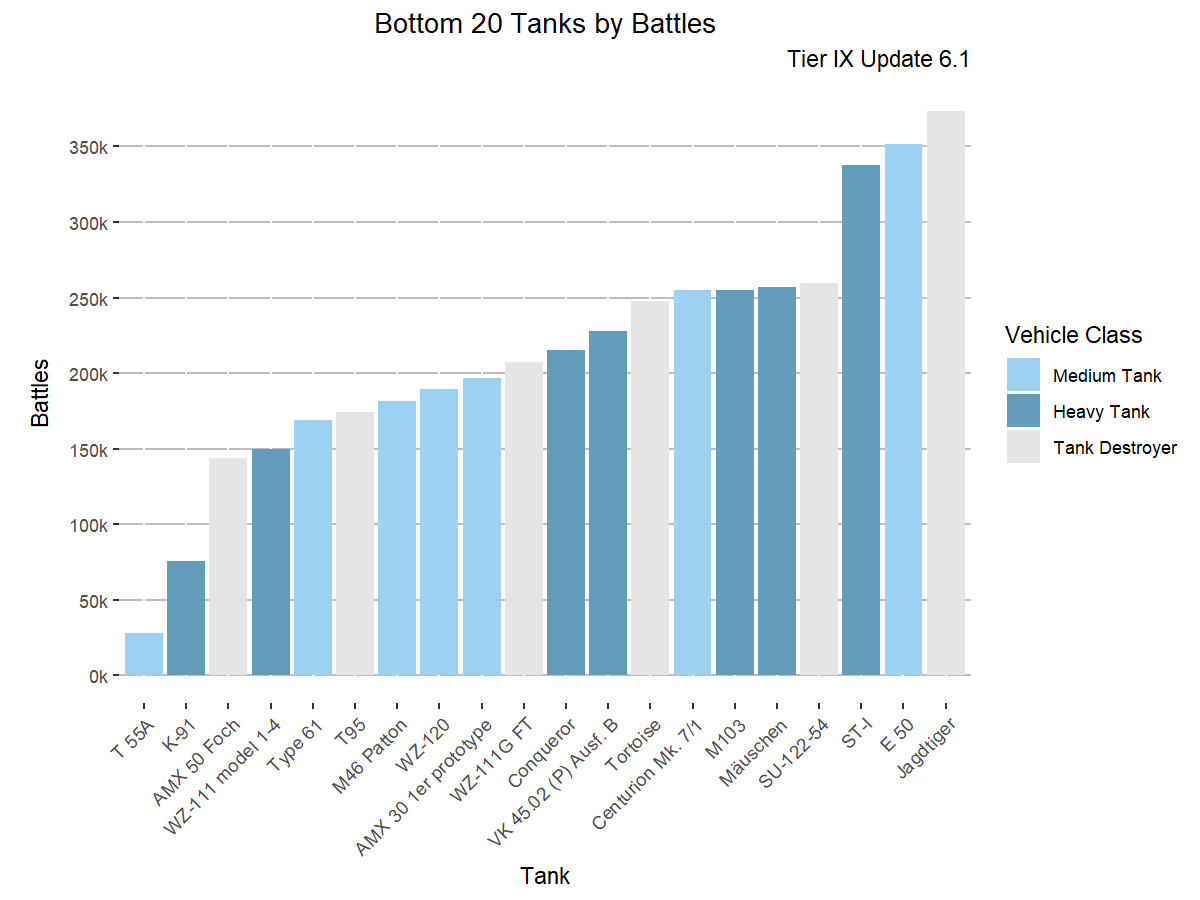 Bottom 20 Tanks by Battles
Tier IX Update 6.1
Battles
350k
300k
250k
200k
150k
100k
50k
0k
T 55A
K-91
AMX 50 Foch
WZ-111 model 1-4
Type 61
T95
M46 Patton
WZ-120
AMX 30 1er prototype
WZ-111G FT
Conqueror
VK 45.02 (P) Ausf. B
Tortoise
Centurion Mk. 7/1
M103
Mäuschen
SU-122-54
ST-I
E 50
Jagdtiger
Tank
Vehicle Class
Medium Tank
Heavy Tank
Tank Destroyer